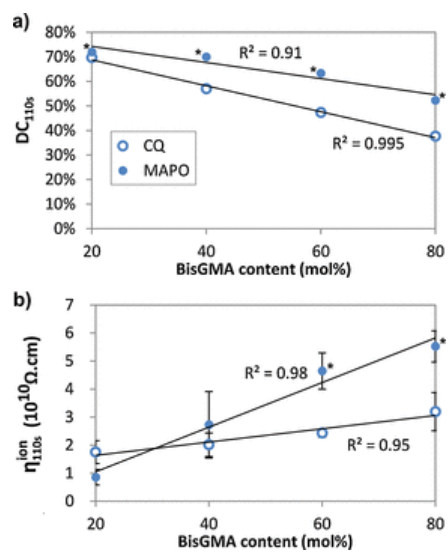 a)
80%
70%
60%
50%
40%
30%
20%
10%
0%
DC110s
* * * *
R² = 0.91
R² = 0.995
CQ
MAPO
20 40 60 80
BisGMA content (mol%)
b)
7
6
5
4
3
2
1
0
η ion 110s (10¹⁰Ω.cm)
* *
R² = 0.98
R² = 0.95
20 40 60 80
BisGMA content (mol%)